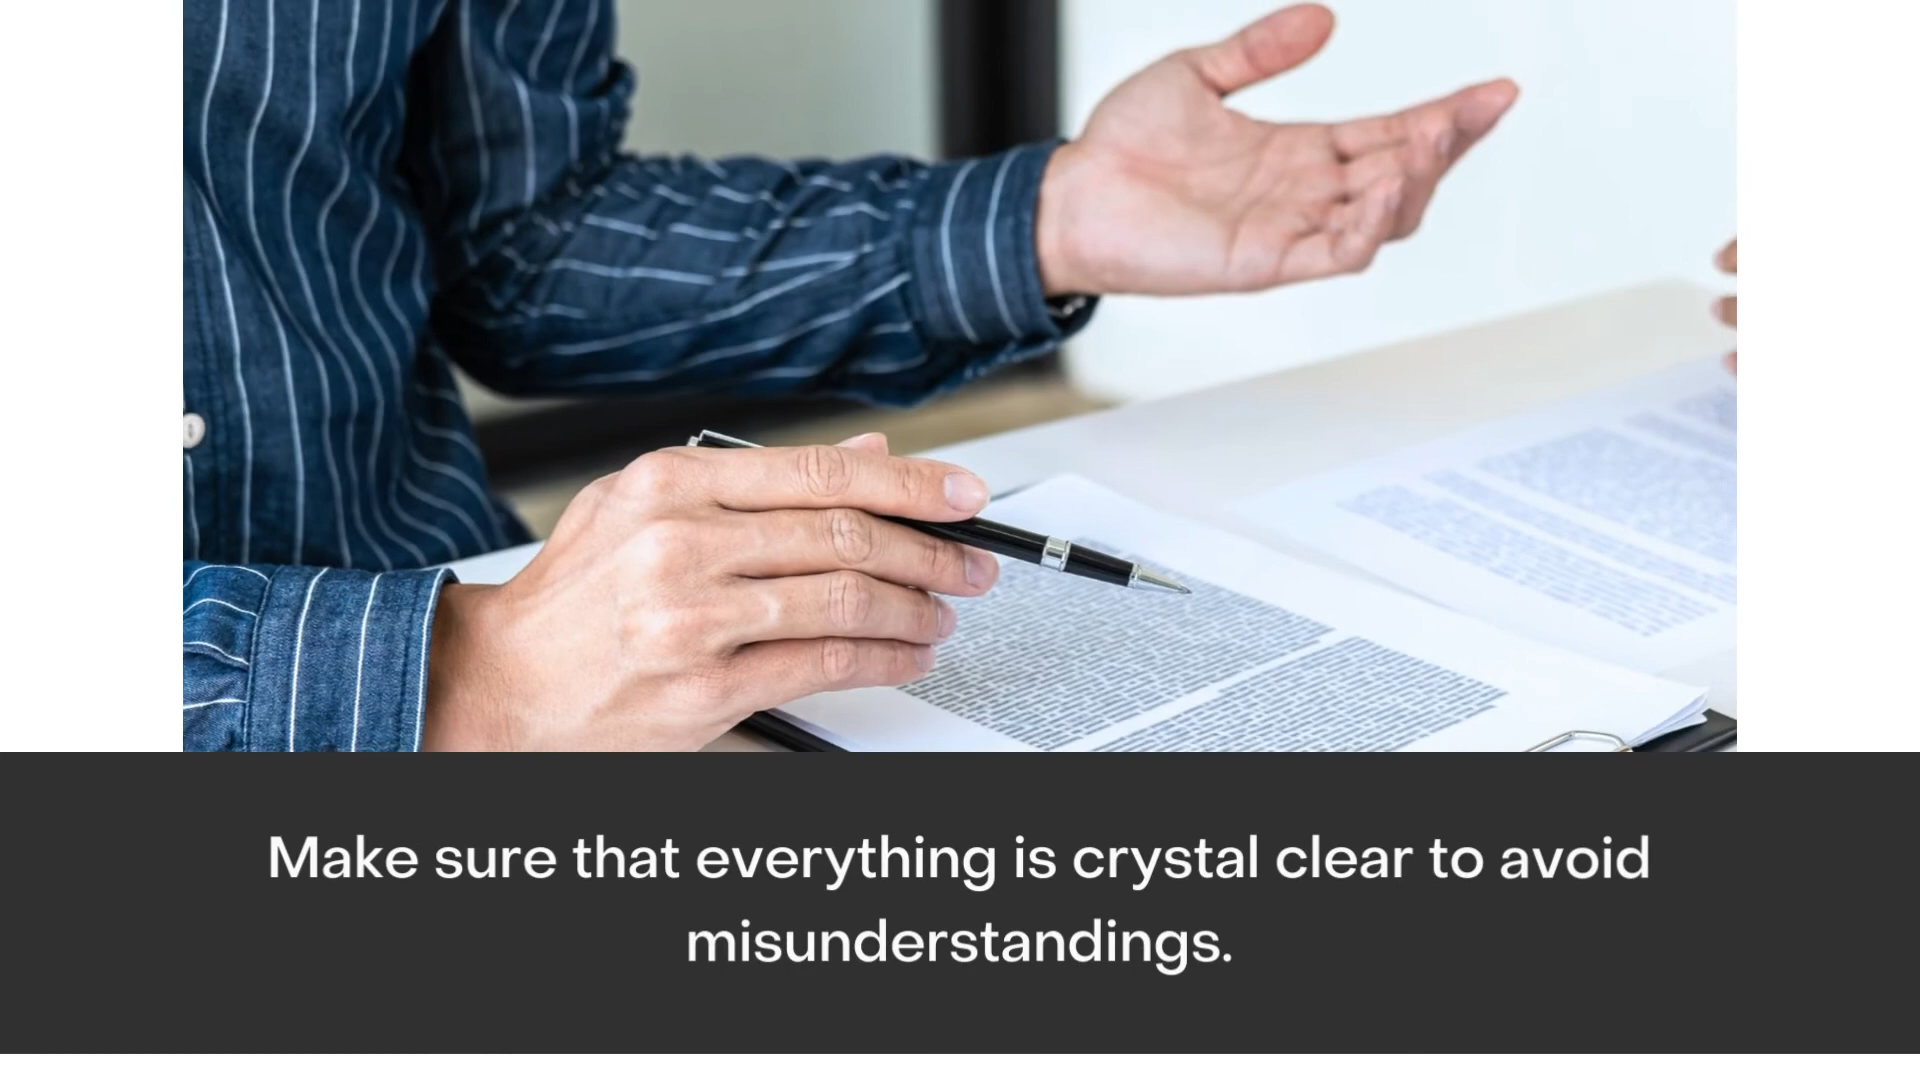 Make sure that everything is crystal clear to avoid
misunderstandings.